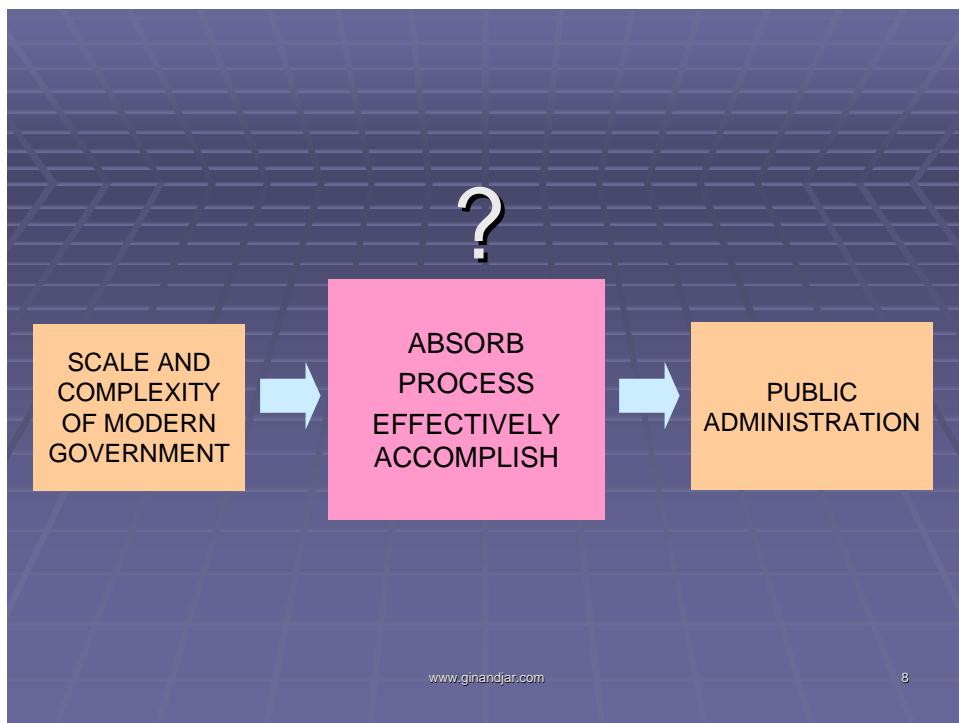 ?
SCALE AND
COMPLEXITY
OF MODERN
GOVERNMENT
ABSORB
PROCESS
EFFECTIVELY
ACCOMPLISH
PUBLIC
ADMINISTRATION
www.ginandjar.com
8